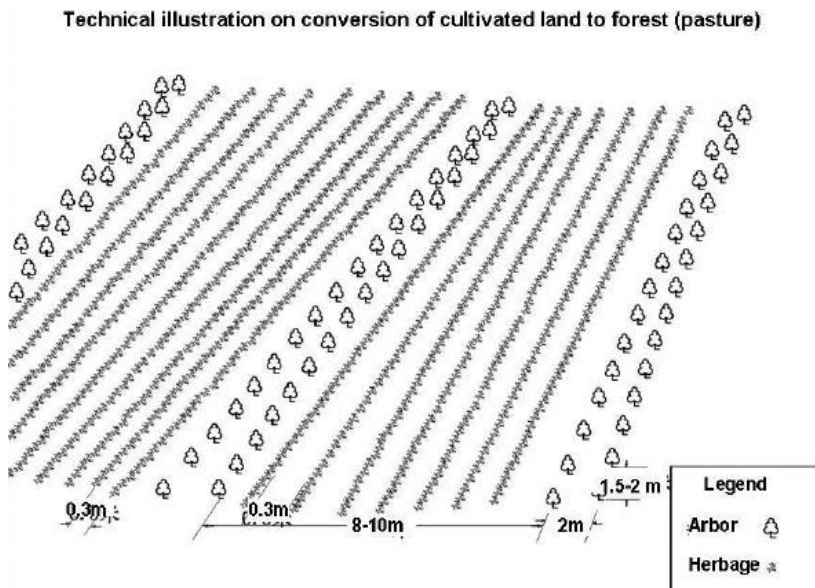 Technical illustration on conversion of cultivated land to forest (pasture)
0.3m
0.3m
8-10m
2m
1.5-2 m
Legend
Arbor
Herbage